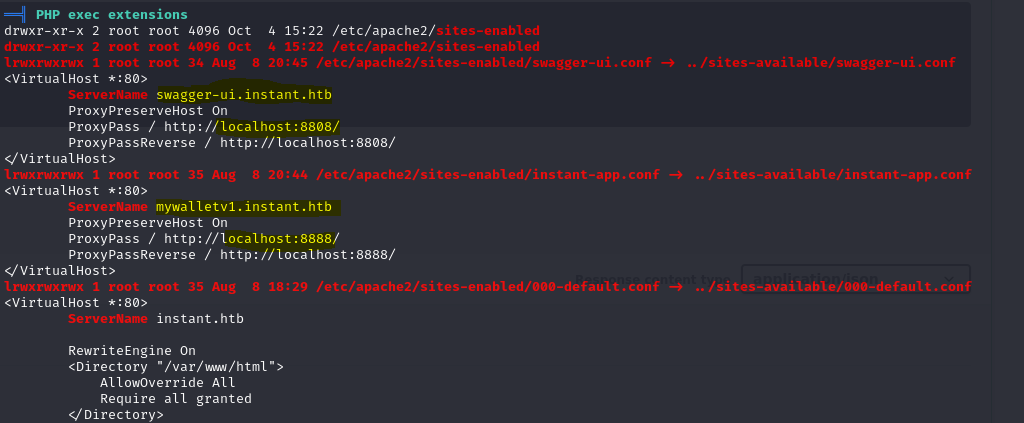 ══╣ PHP exec extensions
drwxr-xr-x 2 root root 4096 Oct  4 15:22 /etc/apache2/sites-enabled
drwxr-xr-x 2 root root 4096 Oct  4 15:22 /etc/apache2/sites-enabled
lrwxrwxrwx 1 root root 34 Aug  8 20:45 /etc/apache2/sites-enabled/swagger-ui.conf -> ../sites-available/swagger-ui.conf
<VirtualHost *:80>
        ServerName swagger-ui.instant.htb
        ProxyPreserveHost On
        ProxyPass / http://localhost:8808/
        ProxyPassReverse / http://localhost:8808/
</VirtualHost>
lrwxrwxrwx 1 root root 35 Aug  8 20:44 /etc/apache2/sites-enabled/instant-app.conf -> ../sites-available/instant-app.conf
<VirtualHost *:80>
        ServerName mywalletv1.instant.htb
        ProxyPreserveHost On
        ProxyPass / http://localhost:8888/
        ProxyPassReverse / http://localhost:8888/
</VirtualHost>
Response content type application/json
lrwxrwxrwx 1 root root 35 Aug  8 18:29 /etc/apache2/sites-enabled/000-default.conf -> ../sites-available/000-default.conf
<VirtualHost *:80>
        ServerName instant.htb
        RewriteEngine On
        <Directory "/var/www/html">
            AllowOverride All
            Require all granted
        </Directory>